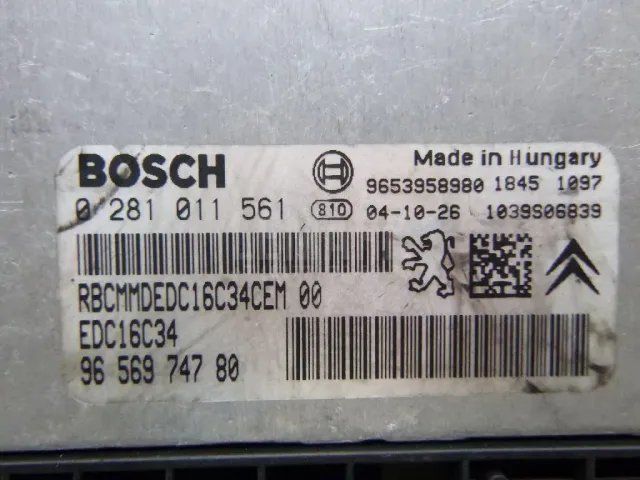 BOSCH
Made in Hungary
9653958980 1845 1097
0 281 011 561 810 04-10-26 1039S06839
RBCMMDEDC16C34CEM 00
EDC16C34
96 569 747 80